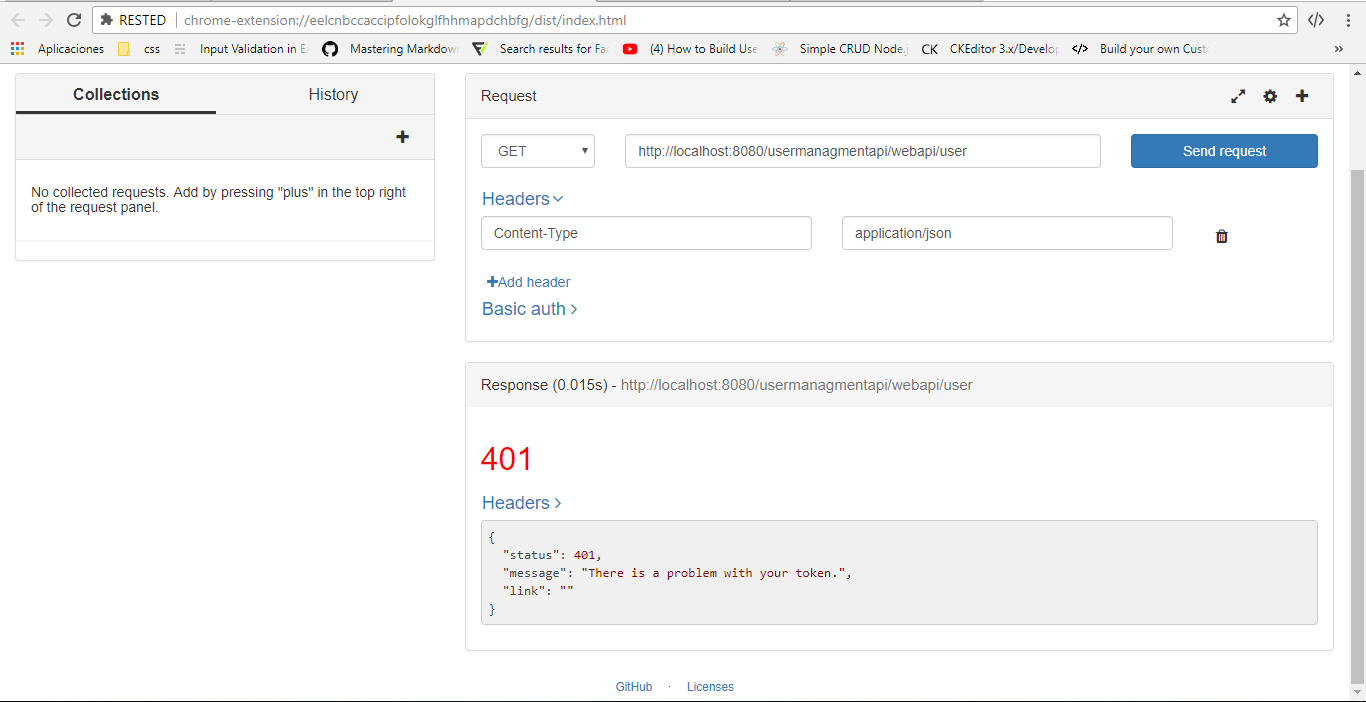 RESTED chrome-extension://eelcnbccaccipfolokglfhhmapdchbfg/dist/index.html
Aplicaciones css Input Validation in E Mastering Markdow Search results for Fac (4) How to Build Use Simple CRUD Node.j CK CKEditor 3.x/Develop Build your own Cust »
Collections History
No collected requests. Add by pressing "plus" in the top right
of the request panel.
Request
GET http://localhost:8080/usermanagmentapi/webapi/user Send request
Headers
Content-Type application/json
Add header
Basic auth
Response (0.015s) - http://localhost:8080/usermanagmentapi/webapi/user
401
Headers
{
"status": 401,
"message": "There is a problem with your token.",
"link": ""
}
GitHub · Licenses